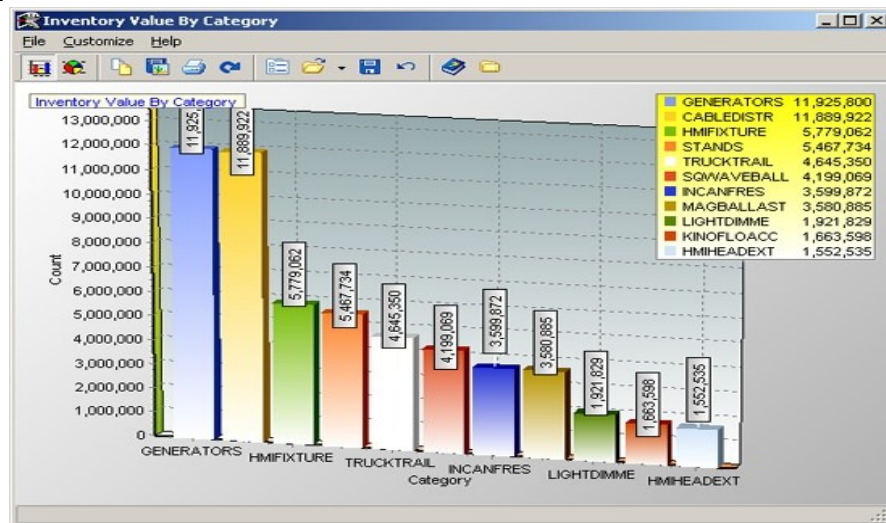 Inventory Value By Category
File Customize Help
Inventory Value By Category
GENERATORS 11,925,800
CABLEDISTR 11,889,922
HMIFIXTURE 5,779,062
STANDS 5,467,734
TRUCKTRAIL 4,645,350
SQWAVEBALL 4,199,069
INCANFRES 3,599,872
MAGBALLAST 3,580,885
LIGHTDIMME 1,921,829
KINOFLOACC 1,663,598
HMIHEADEXT 1,552,535
13,000,000
12,000,000
11,000,000
10,000,000
9,000,000
8,000,000
7,000,000
6,000,000
5,000,000
4,000,000
3,000,000
2,000,000
1,000,000
0
Count
11,925
11,889,922
5,779,062
5,467,734
4,645,350
4,199,069
3,599,872
3,580,885
1,921,829
1,663,598
1,552,535
GENERATORS HMIFIXTURE TRUCKTRAIL INCANFRES LIGHTDIMME HMIHEADEXT
Category